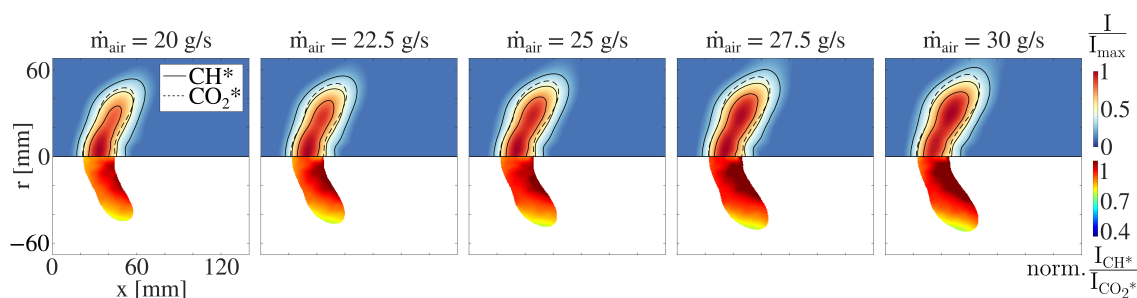 ṁair = 20 g/s
ṁair = 22.5 g/s
ṁair = 25 g/s
ṁair = 27.5 g/s
ṁair = 30 g/s
I
Imax
60
0
−60
r [mm]
CH*
CO2*
1
0.5
0
1
0.7
0.4
0
60
120
x [mm]
norm. ICH*
ICO2*